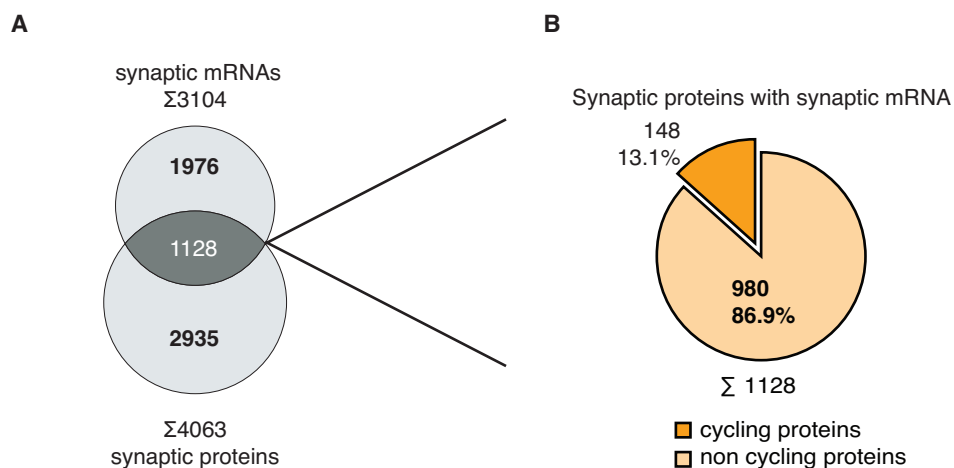 A
synaptic mRNAs
Σ3104
1976
1128
2935
Σ4063
synaptic proteins
B
Synaptic proteins with synaptic mRNA
148
13.1%
980
86.9%
∑ 1128
cycling proteins
non cycling proteins